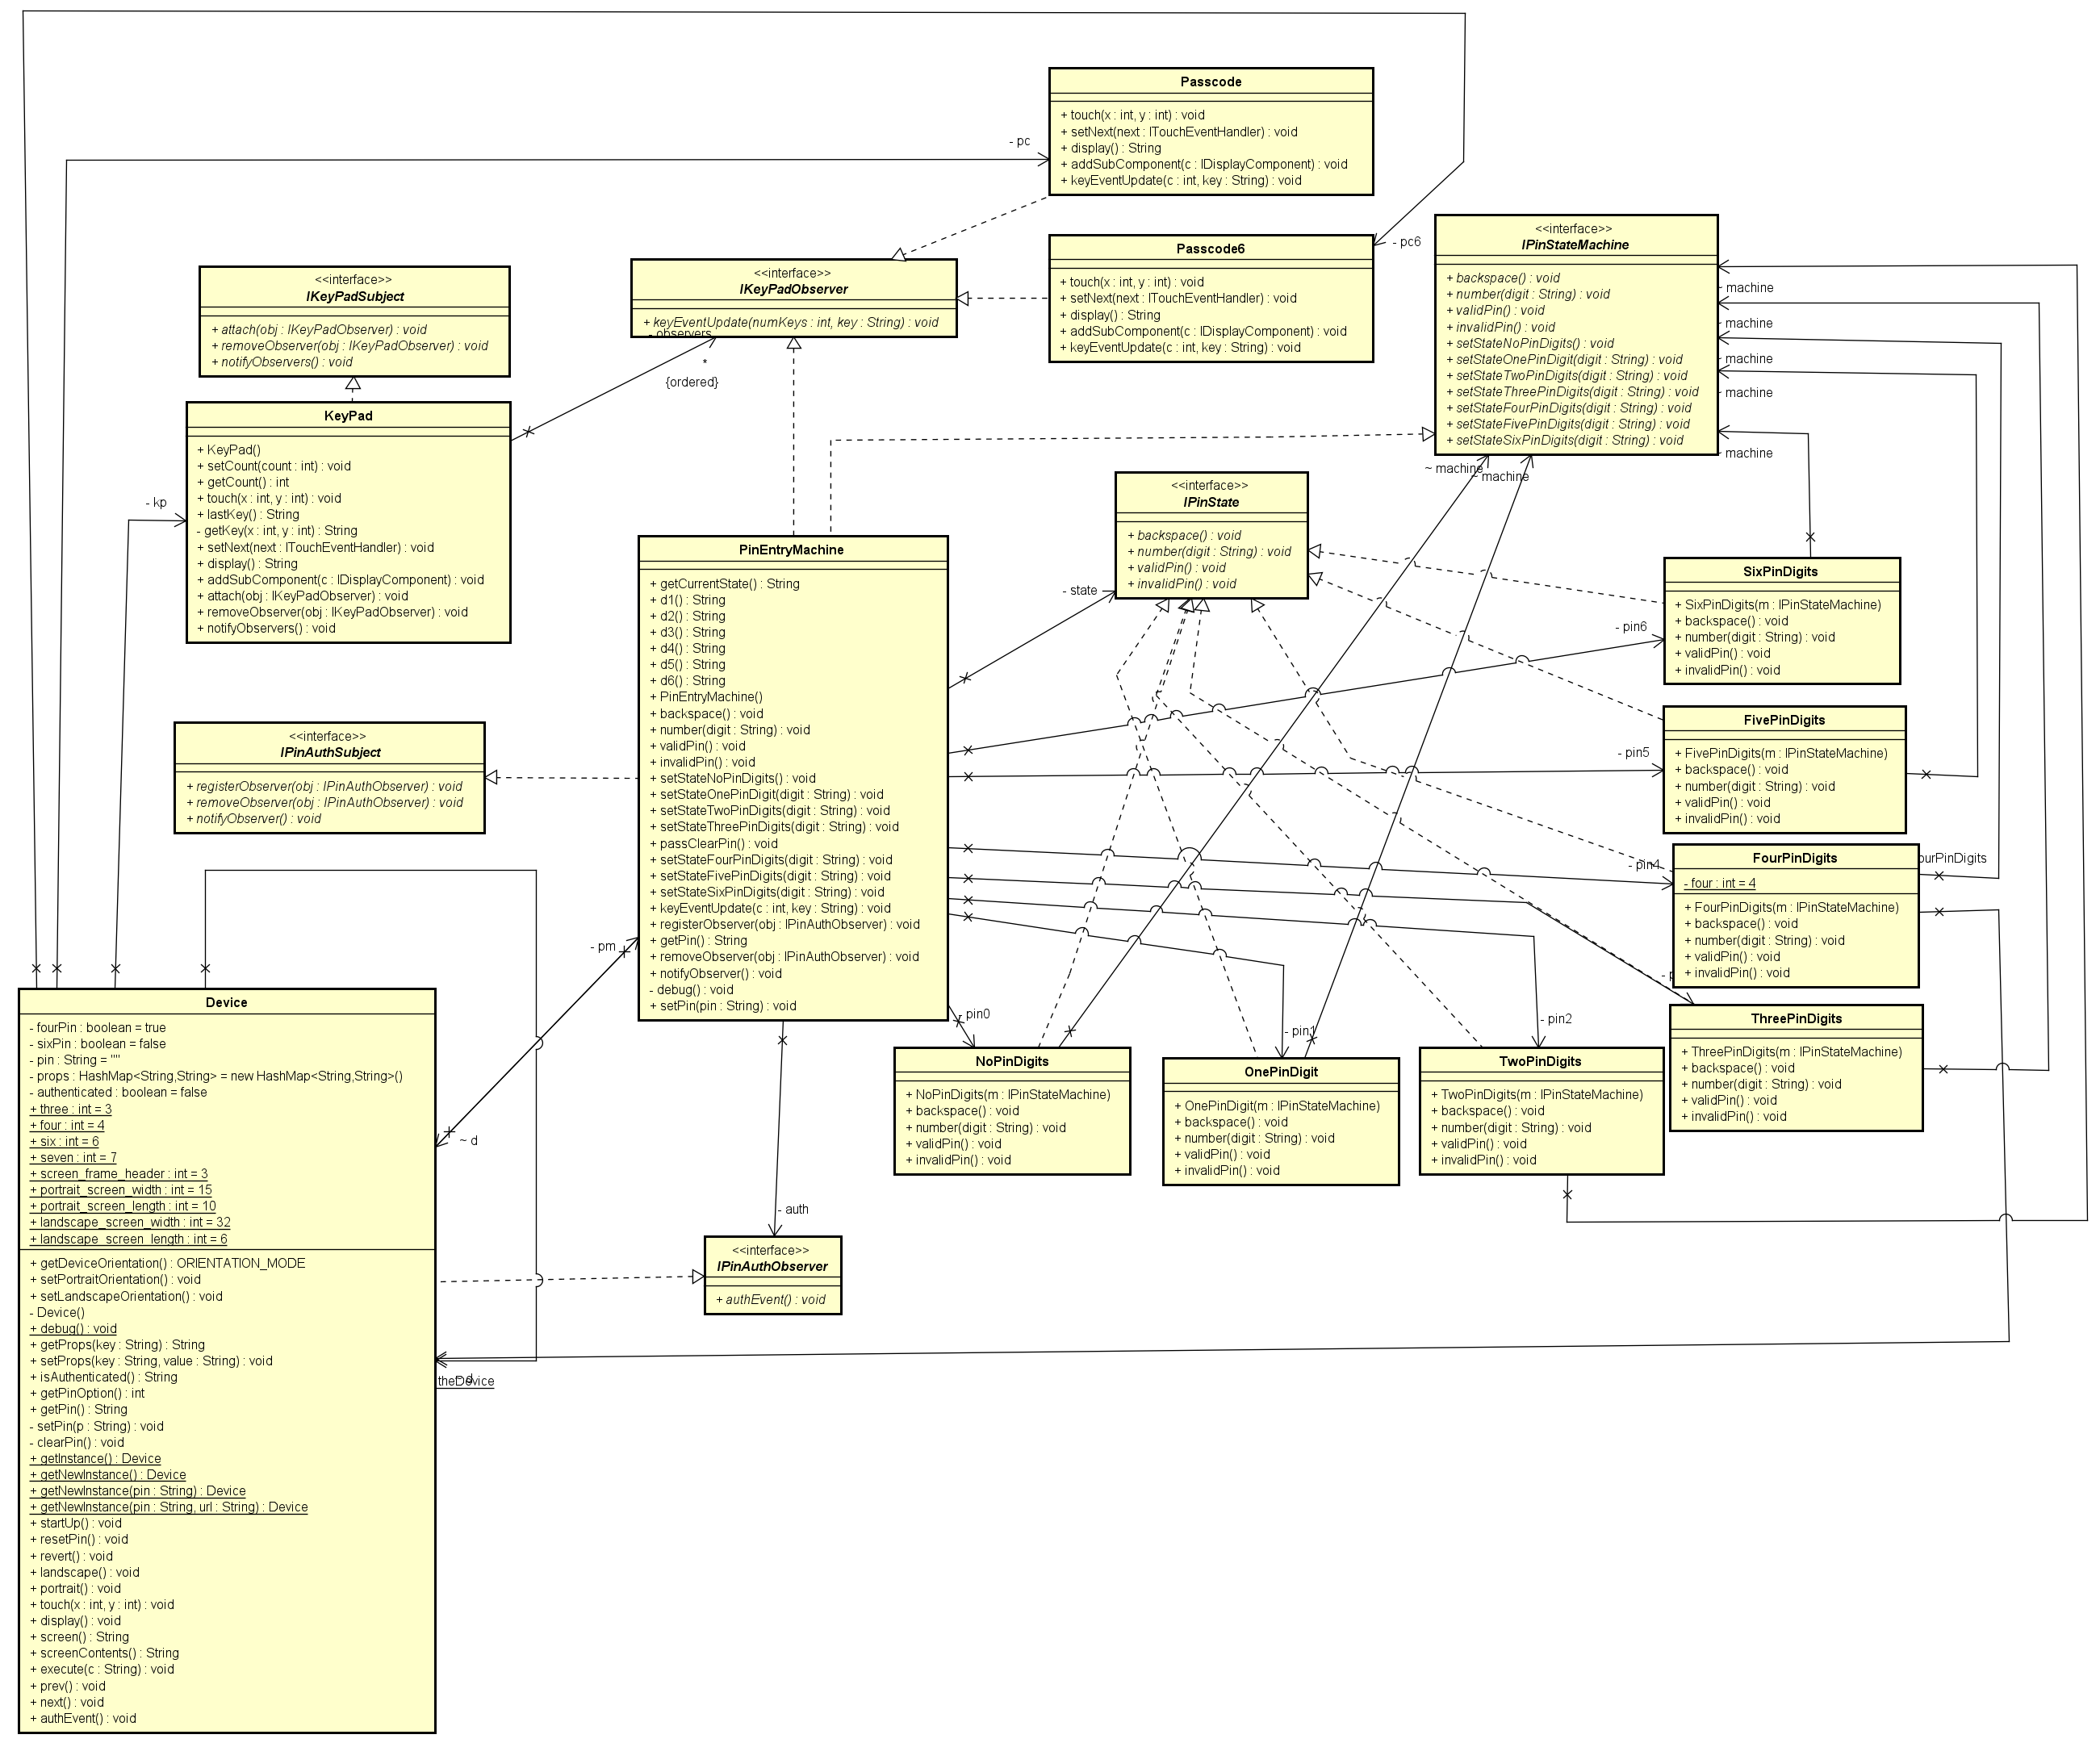 Passcode
+ touch(x : int, y : int) : void
+ setNext(next : ITouchEventHandler) : void
+ display() : String
+ addSubComponent(c : IDisplayComponent) : void
+ keyEventUpdate(c : int, key : String) : void
- pc
Passcode6
+ touch(x : int, y : int) : void
+ setNext(next : ITouchEventHandler) : void
+ display() : String
+ addSubComponent(c : IDisplayComponent) : void
+ keyEventUpdate(c : int, key : String) : void
- pc6
<<interface>>
IPinStateMachine
+ backspace() : void
+ number(digit : String) : void
+ validPin() : void
+ invalidPin() : void
+ setStateNoPinDigits() : void
+ setStateOnePinDigit(digit : String) : void
+ setStateTwoPinDigits(digit : String) : void
+ setStateThreePinDigits(digit : String) : void
+ setStateFourPinDigits(digit : String) : void
+ setStateFivePinDigits(digit : String) : void
+ setStateSixPinDigits(digit : String) : void
machine
machine
machine
machine
~ machine
~ machine
~ machine
<<interface>>
IKeyPadSubject
+ attach(obj : IKeyPadObserver) : void
+ removeObserver(obj : IKeyPadObserver) : void
+ notifyObservers() : void
<<interface>>
IKeyPadObserver
+ keyEventUpdate(numKeys : int, key : String) : void
- observers
*
{ordered}
KeyPad
+ KeyPad()
+ setCount(count : int) : void
+ getCount() : int
+ touch(x : int, y : int) : void
+ lastKey() : String
- getKey(x : int, y : int) : String
+ setNext(next : ITouchEventHandler) : void
+ display() : String
+ addSubComponent(c : IDisplayComponent) : void
+ attach(obj : IKeyPadObserver) : void
+ removeObserver(obj : IKeyPadObserver) : void
+ notifyObservers() : void
- kp
<<interface>>
IPinState
+ backspace() : void
+ number(digit : String) : void
+ validPin() : void
+ invalidPin() : void
- state
PinEntryMachine
+ getCurrentState() : String
+ d1() : String
+ d2() : String
+ d3() : String
+ d4() : String
+ d5() : String
+ d6() : String
+ PinEntryMachine()
+ backspace() : void
+ number(digit : String) : void
+ validPin() : void
+ invalidPin() : void
+ setStateNoPinDigits() : void
+ setStateOnePinDigit(digit : String) : void
+ setStateTwoPinDigits(digit : String) : void
+ setStateThreePinDigits(digit : String) : void
+ passClearPin() : void
+ setStateFourPinDigits(digit : String) : void
+ setStateFivePinDigits(digit : String) : void
+ setStateSixPinDigits(digit : String) : void
+ keyEventUpdate(c : int, key : String) : void
+ registerObserver(obj : IPinAuthObserver) : void
+ getPin() : String
+ removeObserver(obj : IPinAuthObserver) : void
+ notifyObserver() : void
- debug() : void
+ setPin(pin : String) : void
- pm
SixPinDigits
+ SixPinDigits(m : IPinStateMachine)
+ backspace() : void
+ number(digit : String) : void
+ validPin() : void
+ invalidPin() : void
- pin6
FivePinDigits
+ FivePinDigits(m : IPinStateMachine)
+ backspace() : void
+ number(digit : String) : void
+ validPin() : void
+ invalidPin() : void
- pin5
<<interface>>
IPinAuthSubject
+ registerObserver(obj : IPinAuthObserver) : void
+ removeObserver(obj : IPinAuthObserver) : void
+ notifyObserver() : void
FourPinDigits
- four : int = 4
+ FourPinDigits(m : IPinStateMachine)
+ backspace() : void
+ number(digit : String) : void
+ validPin() : void
+ invalidPin() : void
- pin4
ourPinDigits
ThreePinDigits
+ ThreePinDigits(m : IPinStateMachine)
+ backspace() : void
+ number(digit : String) : void
+ validPin() : void
+ invalidPin() : void
- pin0
NoPinDigits
+ NoPinDigits(m : IPinStateMachine)
+ backspace() : void
+ number(digit : String) : void
+ validPin() : void
+ invalidPin() : void
- pin1
OnePinDigit
+ OnePinDigit(m : IPinStateMachine)
+ backspace() : void
+ number(digit : String) : void
+ validPin() : void
+ invalidPin() : void
- pin2
TwoPinDigits
+ TwoPinDigits(m : IPinStateMachine)
+ backspace() : void
+ number(digit : String) : void
+ validPin() : void
+ invalidPin() : void
- auth
<<interface>>
IPinAuthObserver
+ authEvent() : void
Device
- fourPin : boolean = true
- sixPin : boolean = false
- pin : String = ""
- props : HashMap<String,String> = new HashMap<String,String>()
- authenticated : boolean = false
+ three : int = 3
+ four : int = 4
+ six : int = 6
+ seven : int = 7
+ screen_frame_header : int = 3
+ portrait_screen_width : int = 15
+ portrait_screen_length : int = 10
+ landscape_screen_width : int = 32
+ landscape_screen_length : int = 6
+ getDeviceOrientation() : ORIENTATION_MODE
+ setPortraitOrientation() : void
+ setLandscapeOrientation() : void
- Device()
+ debug() : void
+ getProps(key : String) : String
+ setProps(key : String, value : String) : void
+ isAuthenticated() : String
+ getPinOption() : int
+ getPin() : String
- setPin(p : String) : void
- clearPin() : void
+ getInstance() : Device
+ getNewInstance() : Device
+ getNewInstance(pin : String) : Device
+ getNewInstance(pin : String, url : String) : Device
+ startUp() : void
+ resetPin() : void
+ revert() : void
+ landscape() : void
+ portrait() : void
+ touch(x : int, y : int) : void
+ display() : void
+ screen() : String
+ screenContents() : String
+ execute(c : String) : void
+ prev() : void
+ next() : void
+ authEvent() : void
~ d
theDevice